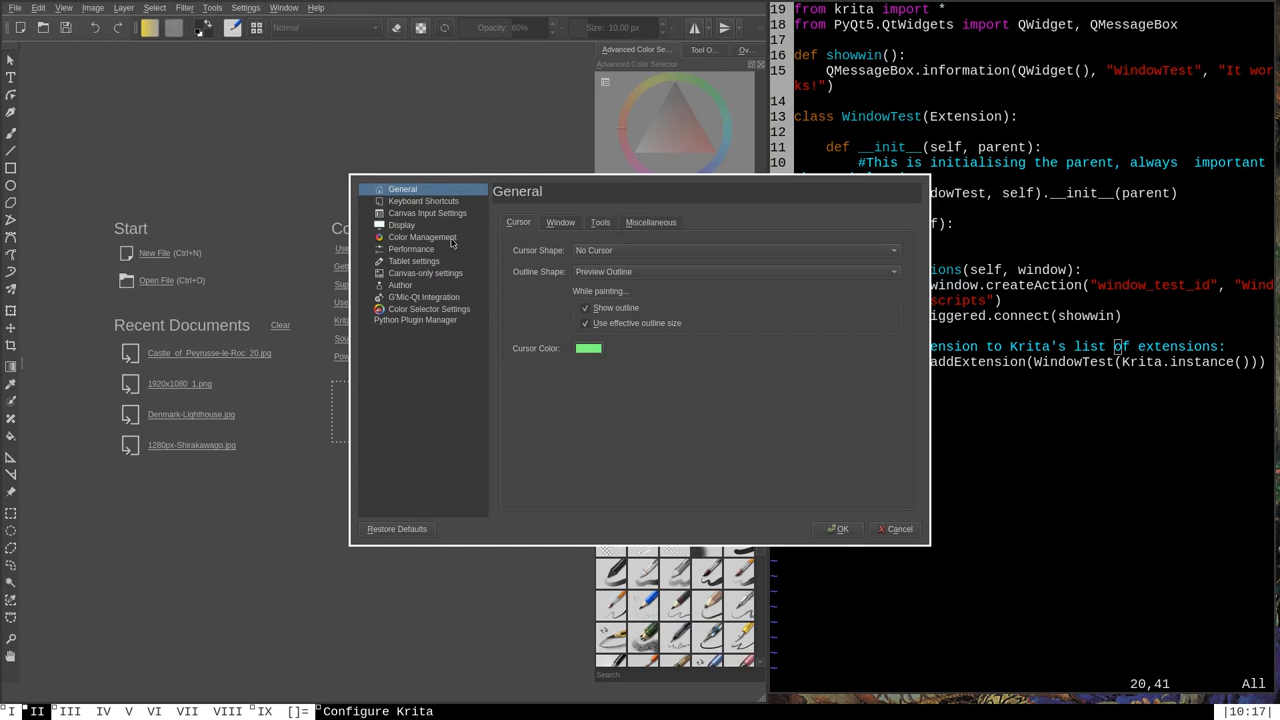 File Edit View Image Layer Select Filter Tools Settings Window Help
Normal Opacity: 60% Size: 10.00 px
Advanced Color Se... Tool O... Ov...
Advanced Color Selector
Start
New File (Ctrl+N)
Open File (Ctrl+O)
Recent Documents Clear
Castle_of_Peyrusse-le-Roc_20.jpg
1920x1080_1.png
Denmark-Lighthouse.jpg
1280px-Shirakawago.jpg
General
Keyboard Shortcuts
Canvas Input Settings
Display
Color Management
Performance
Tablet settings
Canvas-only settings
Author
G'Mic-Qt Integration
Color Selector Settings
Python Plugin Manager
General
Cursor Window Tools Miscellaneous
Cursor Shape: No Cursor
Outline Shape: Preview Outline
While painting...
Show outline
Use effective outline size
Cursor Color:
Restore Defaults OK Cancel
Search
19 from krita import *
18 from PyQt5.QtWidgets import QWidget, QMessageBox
17
16 def showwin():
15 QMessageBox.information(QWidget(), "WindowTest", "It wor
ks!")
14
13 class WindowTest(Extension):
12
11 def __init__(self, parent):
10 #This is initialising the parent, always important
dowTest, self).__init__(parent)
f):
ions(self, window):
window.createAction("window_test_id", "Wind
scripts")
iggered.connect(showwin)
ension to Krita's list of extensions:
addExtension(WindowTest(Krita.instance()))
~
~
~
~
~
~
~
~
20,41 All
I II III IV V VI VII VIII IX []= Configure Krita |10:17|